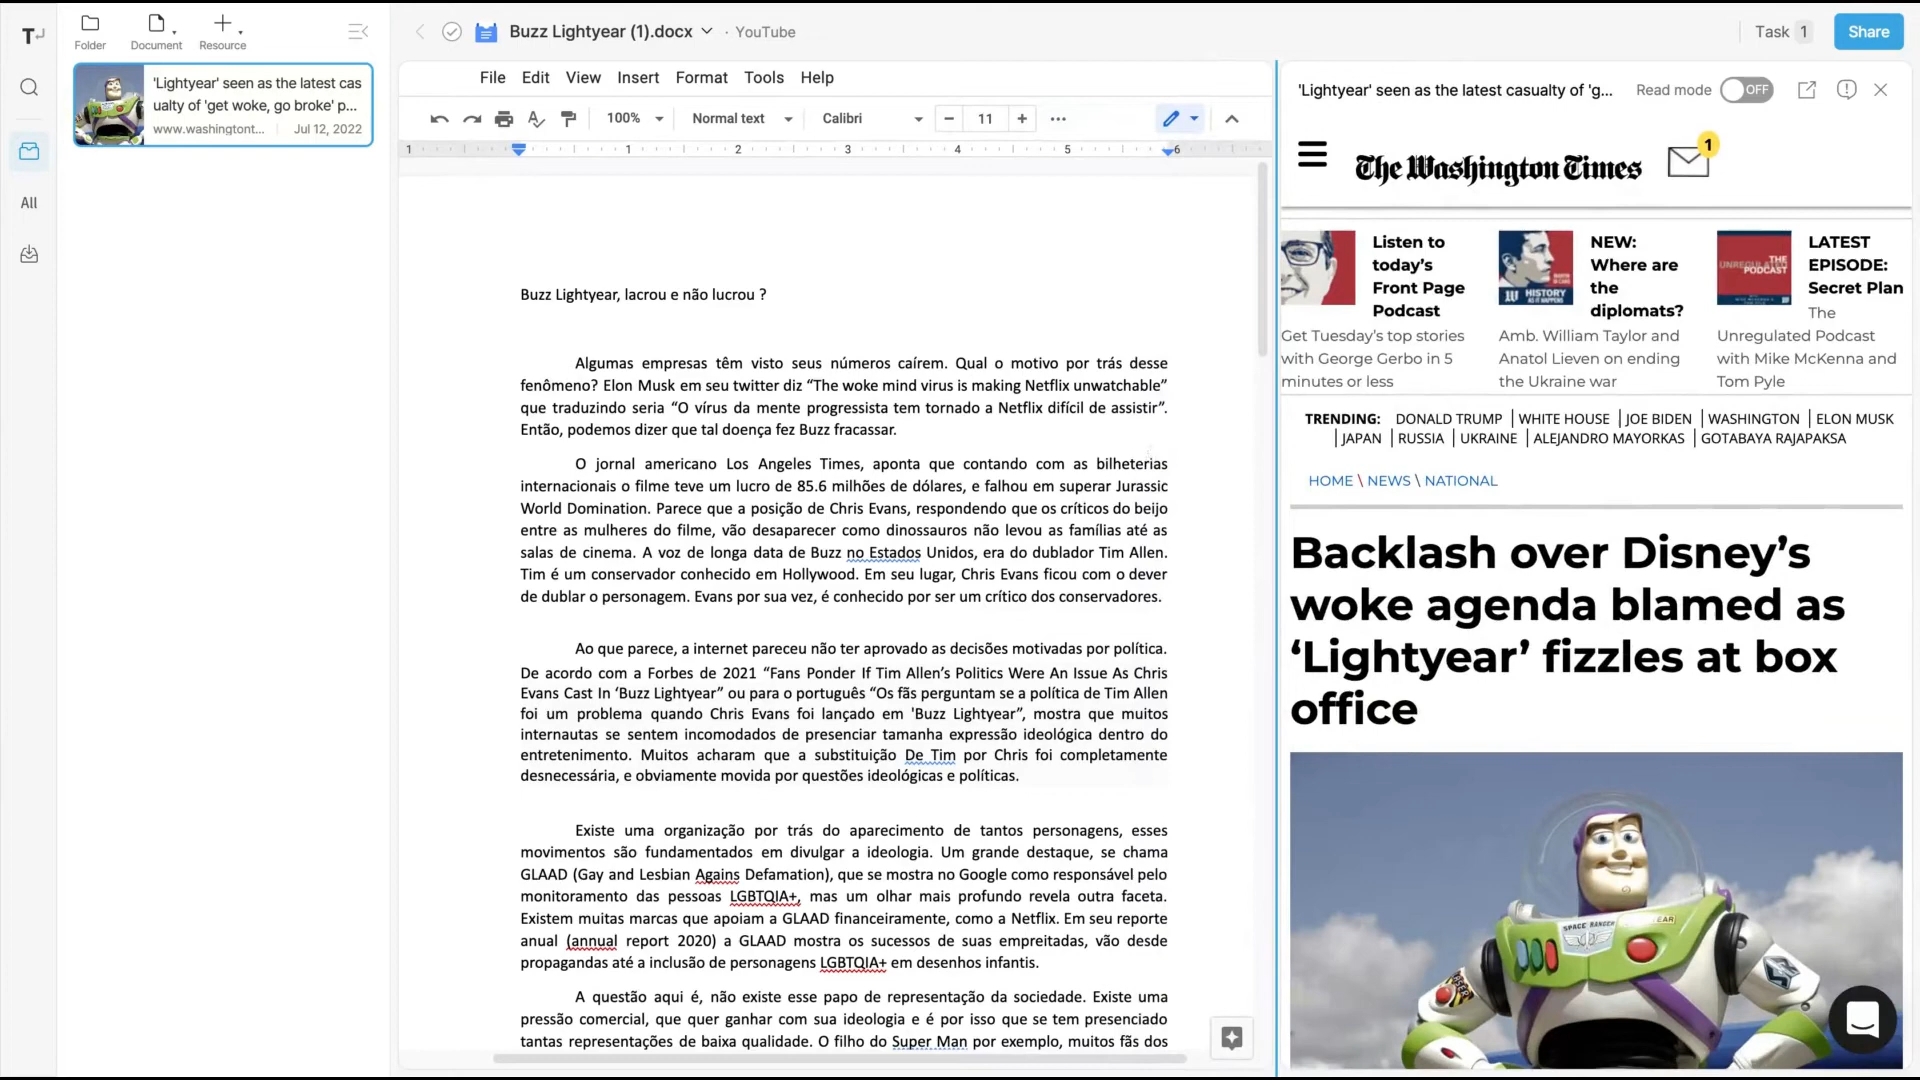 Folder
Document
Resource
'Lightyear' seen as the latest cas
ualty of 'get woke, go broke' p...
www.washingtont...
Jul 12, 2022
All
Buzz Lightyear (1).docx
· YouTube
Task 1
Share
File Edit View Insert Format Tools Help
100%
Normal text
Calibri
11
1 1 2 3 4 5 6
Buzz Lightyear, lacrou e não lucrou ?
Algumas empresas têm visto seus números caírem. Qual o motivo por trás desse
fenômeno? Elon Musk em seu twitter diz “The woke mind virus is making Netflix unwatchable”
que traduzindo seria “O vírus da mente progressista tem tornado a Netflix difícil de assistir”.
Então, podemos dizer que tal doença fez Buzz fracassar.
O jornal americano Los Angeles Times, aponta que contando com as bilheterias
internacionais o filme teve um lucro de 85.6 milhões de dólares, e falhou em superar Jurassic
World Domination. Parece que a posição de Chris Evans, respondendo que os críticos do beijo
entre as mulheres do filme, vão desaparecer como dinossauros não levou as famílias até as
salas de cinema. A voz de longa data de Buzz no Estados Unidos, era do dublador Tim Allen.
Tim é um conservador conhecido em Hollywood. Em seu lugar, Chris Evans ficou com o dever
de dublar o personagem. Evans por sua vez, é conhecido por ser um crítico dos conservadores.
Ao que parece, a internet pareceu não ter aprovado as decisões motivadas por política.
De acordo com a Forbes de 2021 “Fans Ponder If Tim Allen’s Politics Were An Issue As Chris
Evans Cast In ‘Buzz Lightyear” ou para o português “Os fãs perguntam se a política de Tim Allen
foi um problema quando Chris Evans foi lançado em 'Buzz Lightyear”, mostra que muitos
internautas se sentem incomodados de presenciar tamanha expressão ideológica dentro do
entretenimento. Muitos acharam que a substituição De Tim por Chris foi completamente
desnecessária, e obviamente movida por questões ideológicas e políticas.
Existe uma organização por trás do aparecimento de tantos personagens, esses
movimentos são fundamentados em divulgar a ideologia. Um grande destaque, se chama
GLAAD (Gay and Lesbian Agains Defamation), que se mostra no Google como responsável pelo
monitoramento das pessoas LGBTQIA+, mas um olhar mais profundo revela outra faceta.
Existem muitas marcas que apoiam a GLAAD financeiramente, como a Netflix. Em seu reporte
anual (annual report 2020) a GLAAD mostra os sucessos de suas empreitadas, vão desde
propagandas até a inclusão de personagens LGBTQIA+ em desenhos infantis.
A questão aqui é, não existe esse papo de representação da sociedade. Existe uma
pressão comercial, que quer ganhar com sua ideologia e é por isso que se tem presenciado
tantas representações de baixa qualidade. O filho do Super Man por exemplo, muitos fãs dos
'Lightyear' seen as the latest casualty of 'g...
Read mode
OFF
The Washington Times
1
Listen to
today’s
Front Page
Podcast
Get Tuesday’s top stories
with George Gerbo in 5
minutes or less
HISTORY
AS IT HAPPENS
NEW:
Where are
the
diplomats?
Amb. William Taylor and
Anatol Lieven on ending
the Ukraine war
UNREGULATED
THE
PODCAST
LATEST
EPISODE:
Secret Plan
The
Unregulated Podcast
with Mike McKenna and
Tom Pyle
TRENDING: DONALD TRUMP | WHITE HOUSE | JOE BIDEN | WASHINGTON | ELON MUSK
| JAPAN | RUSSIA | UKRAINE | ALEJANDRO MAYORKAS | GOTABAYA RAJAPAKSA
HOME \ NEWS \ NATIONAL
Backlash over Disney’s
woke agenda blamed as
‘Lightyear’ fizzles at box
office
SPACE RANGER
YEAR